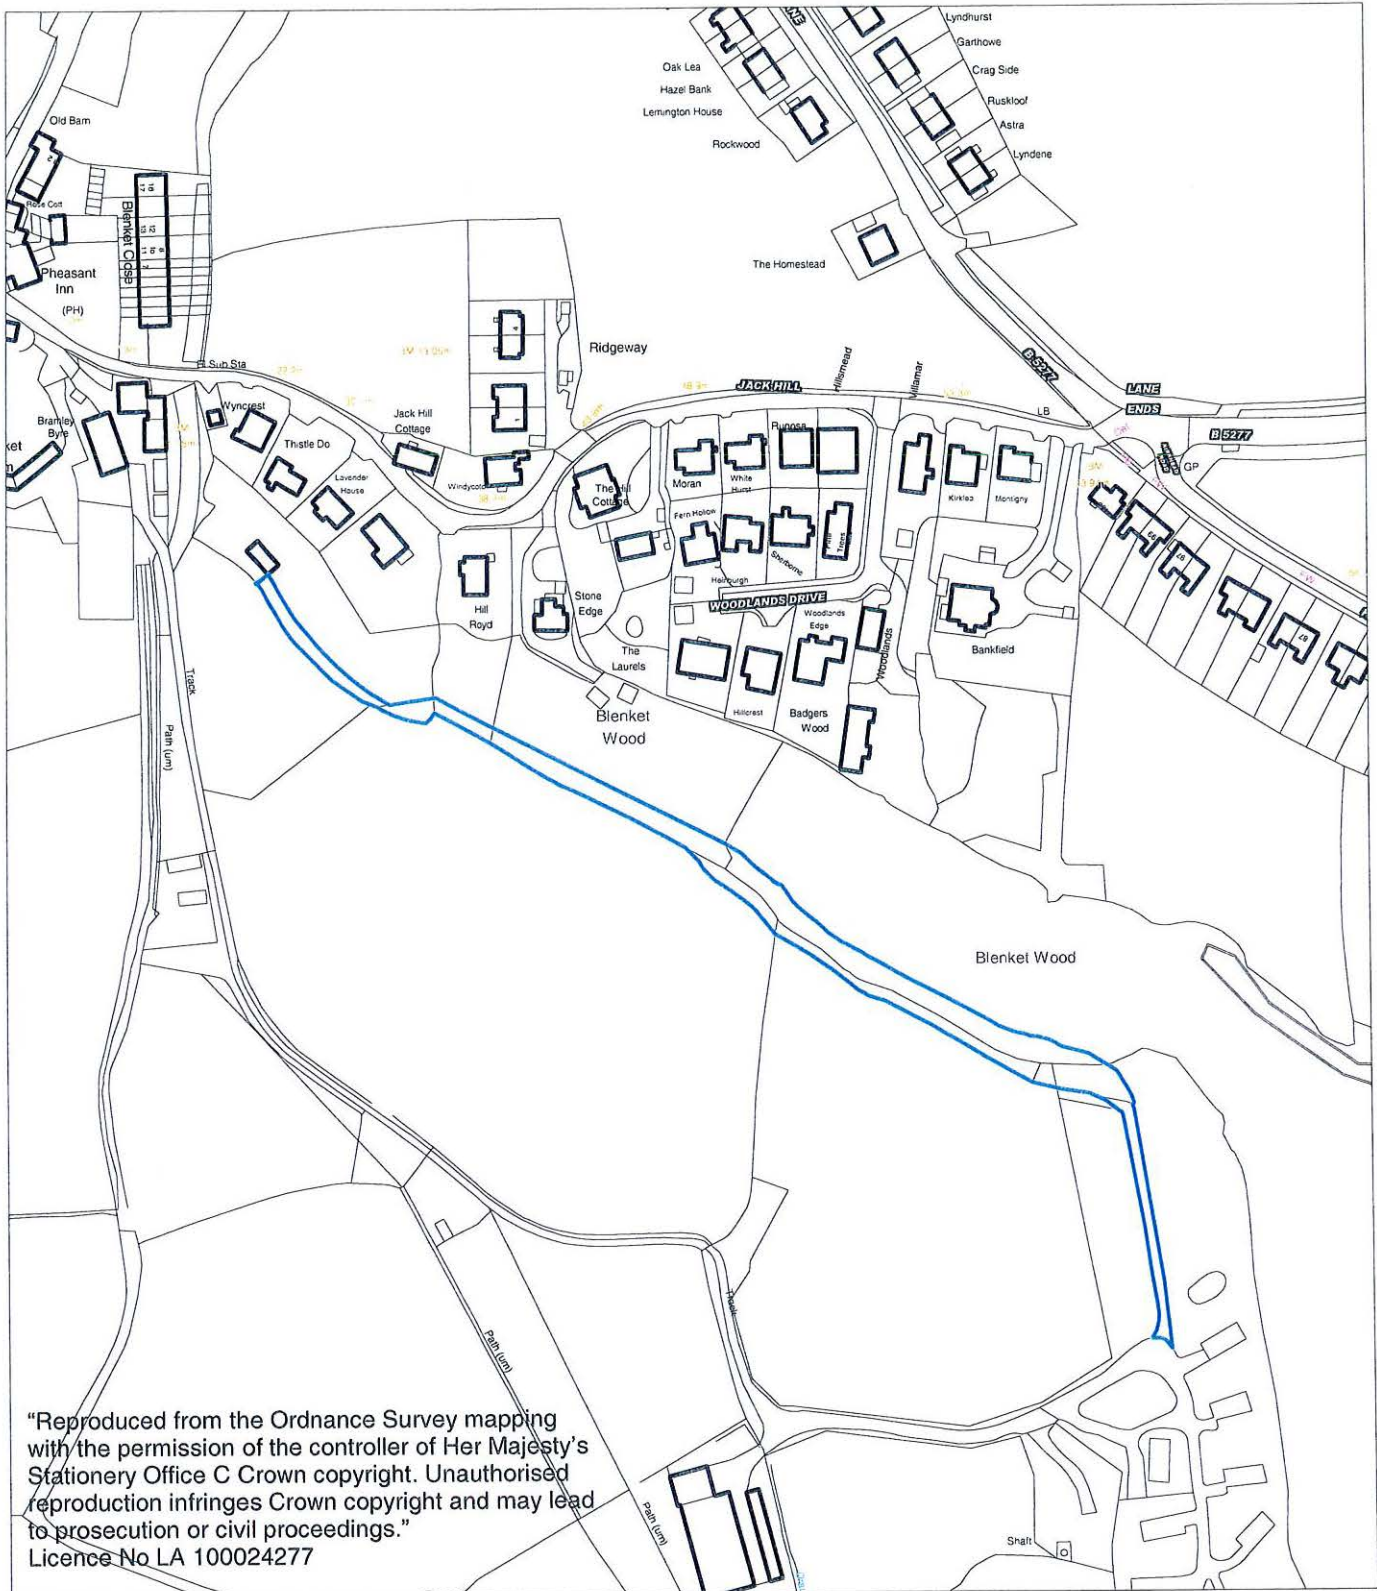 Lyndhurst
Garthowe
Crag Side
Ruskloof
Astra
Lyndene
Oak Lea
Hazel Bank
Lemington House
Rockwood
The Homestead
Old Barn
Rose Cott
Blenket Close
Pheasant
Inn
(PH)
El Sub Sta
Ridgeway
B 5277
LANE
ENDS
B 5277
JACK HILL
Hillsmead
Millamar
LB
GP
Bramley
Byre
Wyncrest
Thistle Do
Lavender
House
Jack Hill
Cottage
Windycote
The Hill
Cottage
Moran
White
Hurst
Runosa
Kirklea
Montigny
Fern Hollow
Sherborne
Pine
Trees
WOODLANDS DRIVE
Hill
Royd
Stone
Edge
The
Laurels
Woodlands
Edge
Woodlands
Bankfield
Hillcrest
Badgers
Wood
Blenket
Wood
Track
Path (um)
Blenket Wood
Track
Path (um)
Path (um)
Shaft
"Reproduced from the Ordnance Survey mapping
with the permission of the controller of Her Majesty's
Stationery Office C Crown copyright. Unauthorised
reproduction infringes Crown copyright and may lead
to prosecution or civil proceedings."
Licence No LA 100024277